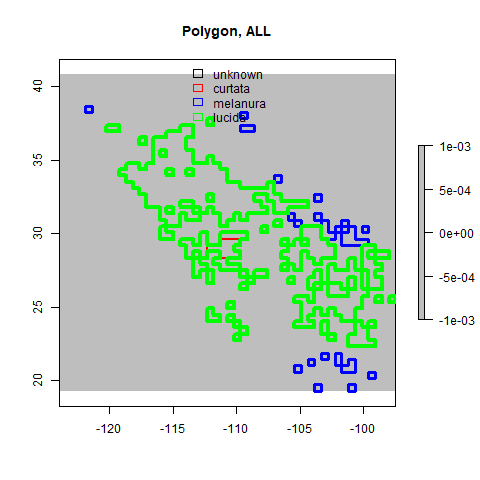 Polygon, ALL
unknown
curtata
melanura
lucida
40
35
30
25
20
-120
-115
-110
-105
-100
1e-03
5e-04
0e+00
-5e-04
-1e-03